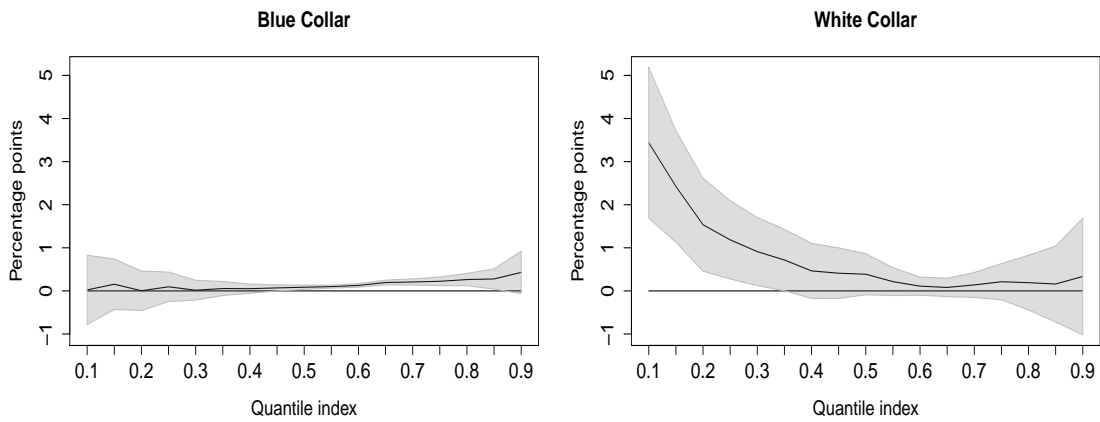 Blue Collar
Percentage points
−1 0 1 2 3 4 5
0.1 0.2 0.3 0.4 0.5 0.6 0.7 0.8 0.9
Quantile index
White Collar
Percentage points
−1 0 1 2 3 4 5
0.1 0.2 0.3 0.4 0.5 0.6 0.7 0.8 0.9
Quantile index